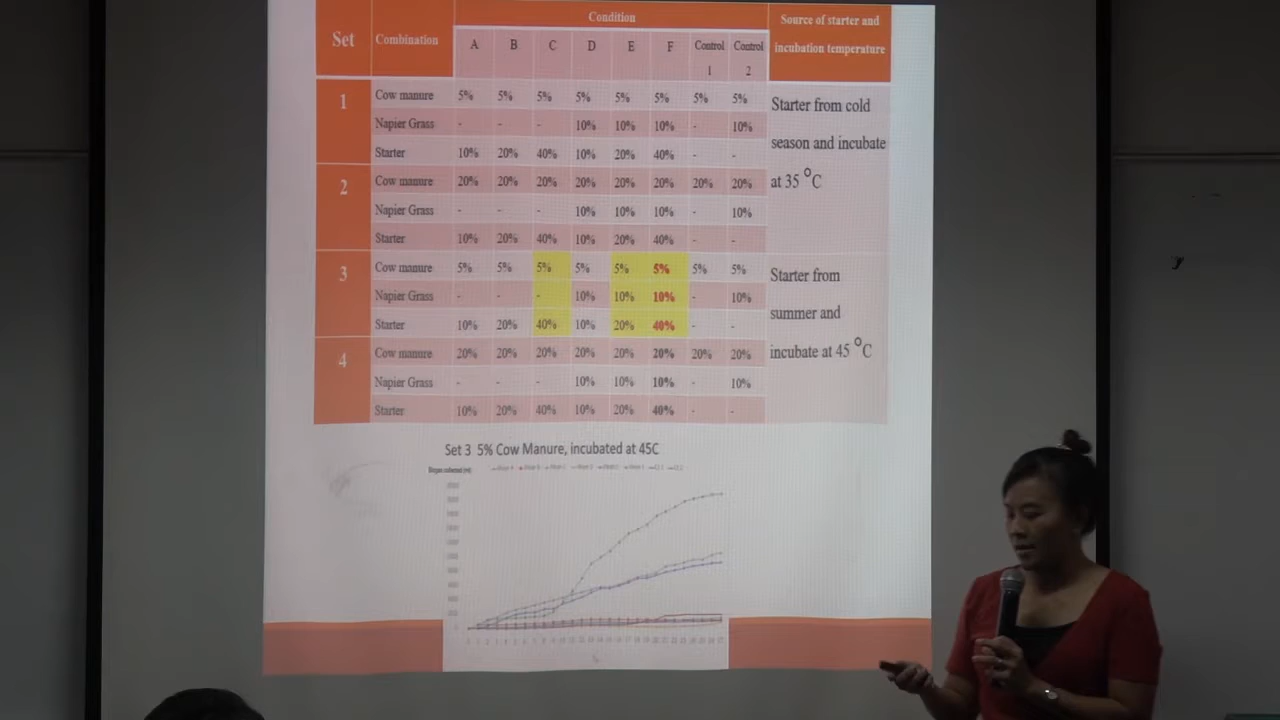 Set Combination Condition Source of starter and incubation temperature
A B C D E F Control 1 Control 2
1 Cow manure 5% 5% 5% 5% 5% 5% 5% 5% Starter from cold
Napier Grass - - - 10% 10% 10% - 10% season and incubate
Starter 10% 20% 40% 10% 20% 40% - -
2 Cow manure 20% 20% 20% 20% 20% 20% 20% 20% at 35 °C
Napier Grass - - - 10% 10% 10% - 10%
Starter 10% 20% 40% 10% 20% 40% - -
3 Cow manure 5% 5% 5% 5% 5% 5% 5% 5% Starter from
Napier Grass - - - 10% 10% 10% - 10% summer and
Starter 10% 20% 40% 10% 20% 40% - -
4 Cow manure 20% 20% 20% 20% 20% 20% 20% 20% incubate at 45 °C
Napier Grass - - - 10% 10% 10% - 10%
Starter 10% 20% 40% 10% 20% 40% - -
Set 3 5% Cow Manure, incubated at 45C